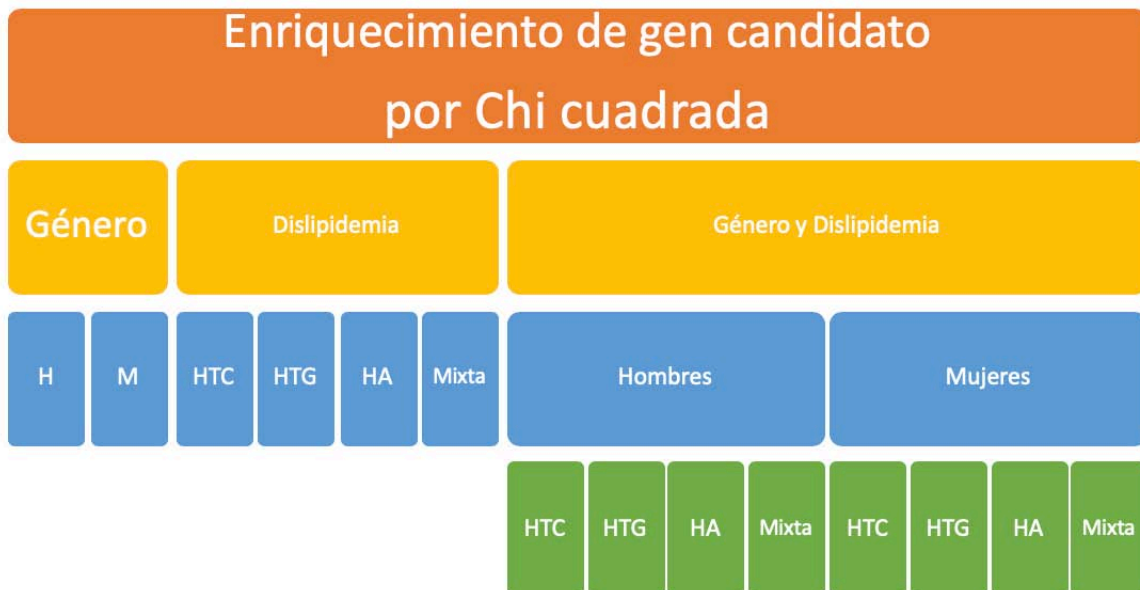 Enriquecimiento de gen candidato
por Chi cuadrada
Género
Dislipidemia
Género y Dislipidemia
H
M
HTC
HTG
HA
Mixta
Hombres
Mujeres
HTC
HTG
HA
Mixta
HTC
HTG
HA
Mixta